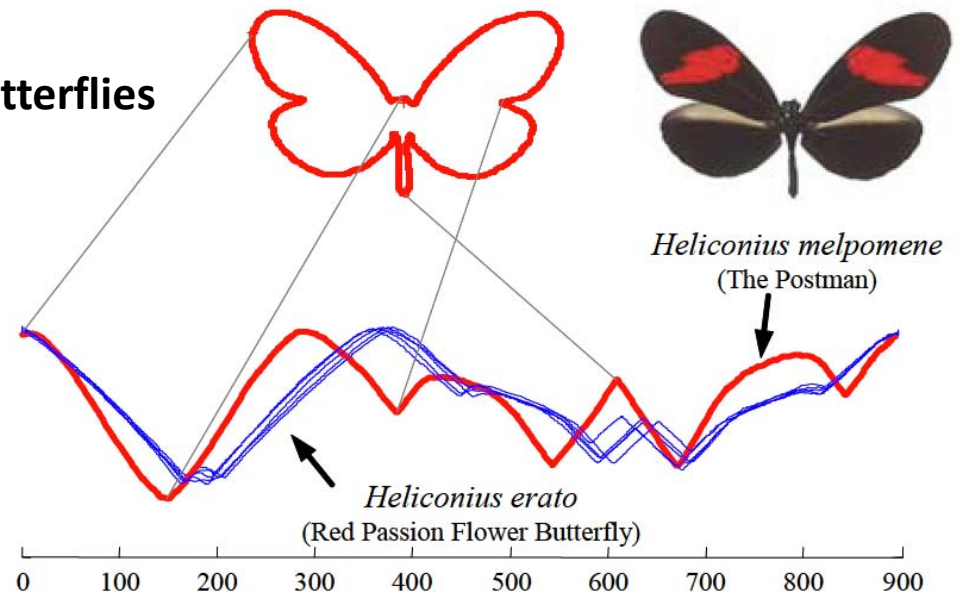 tterflies
Heliconius melpomene
(The Postman)
Heliconius erato
(Red Passion Flower Butterfly)
0 100 200 300 400 500 600 700 800 900